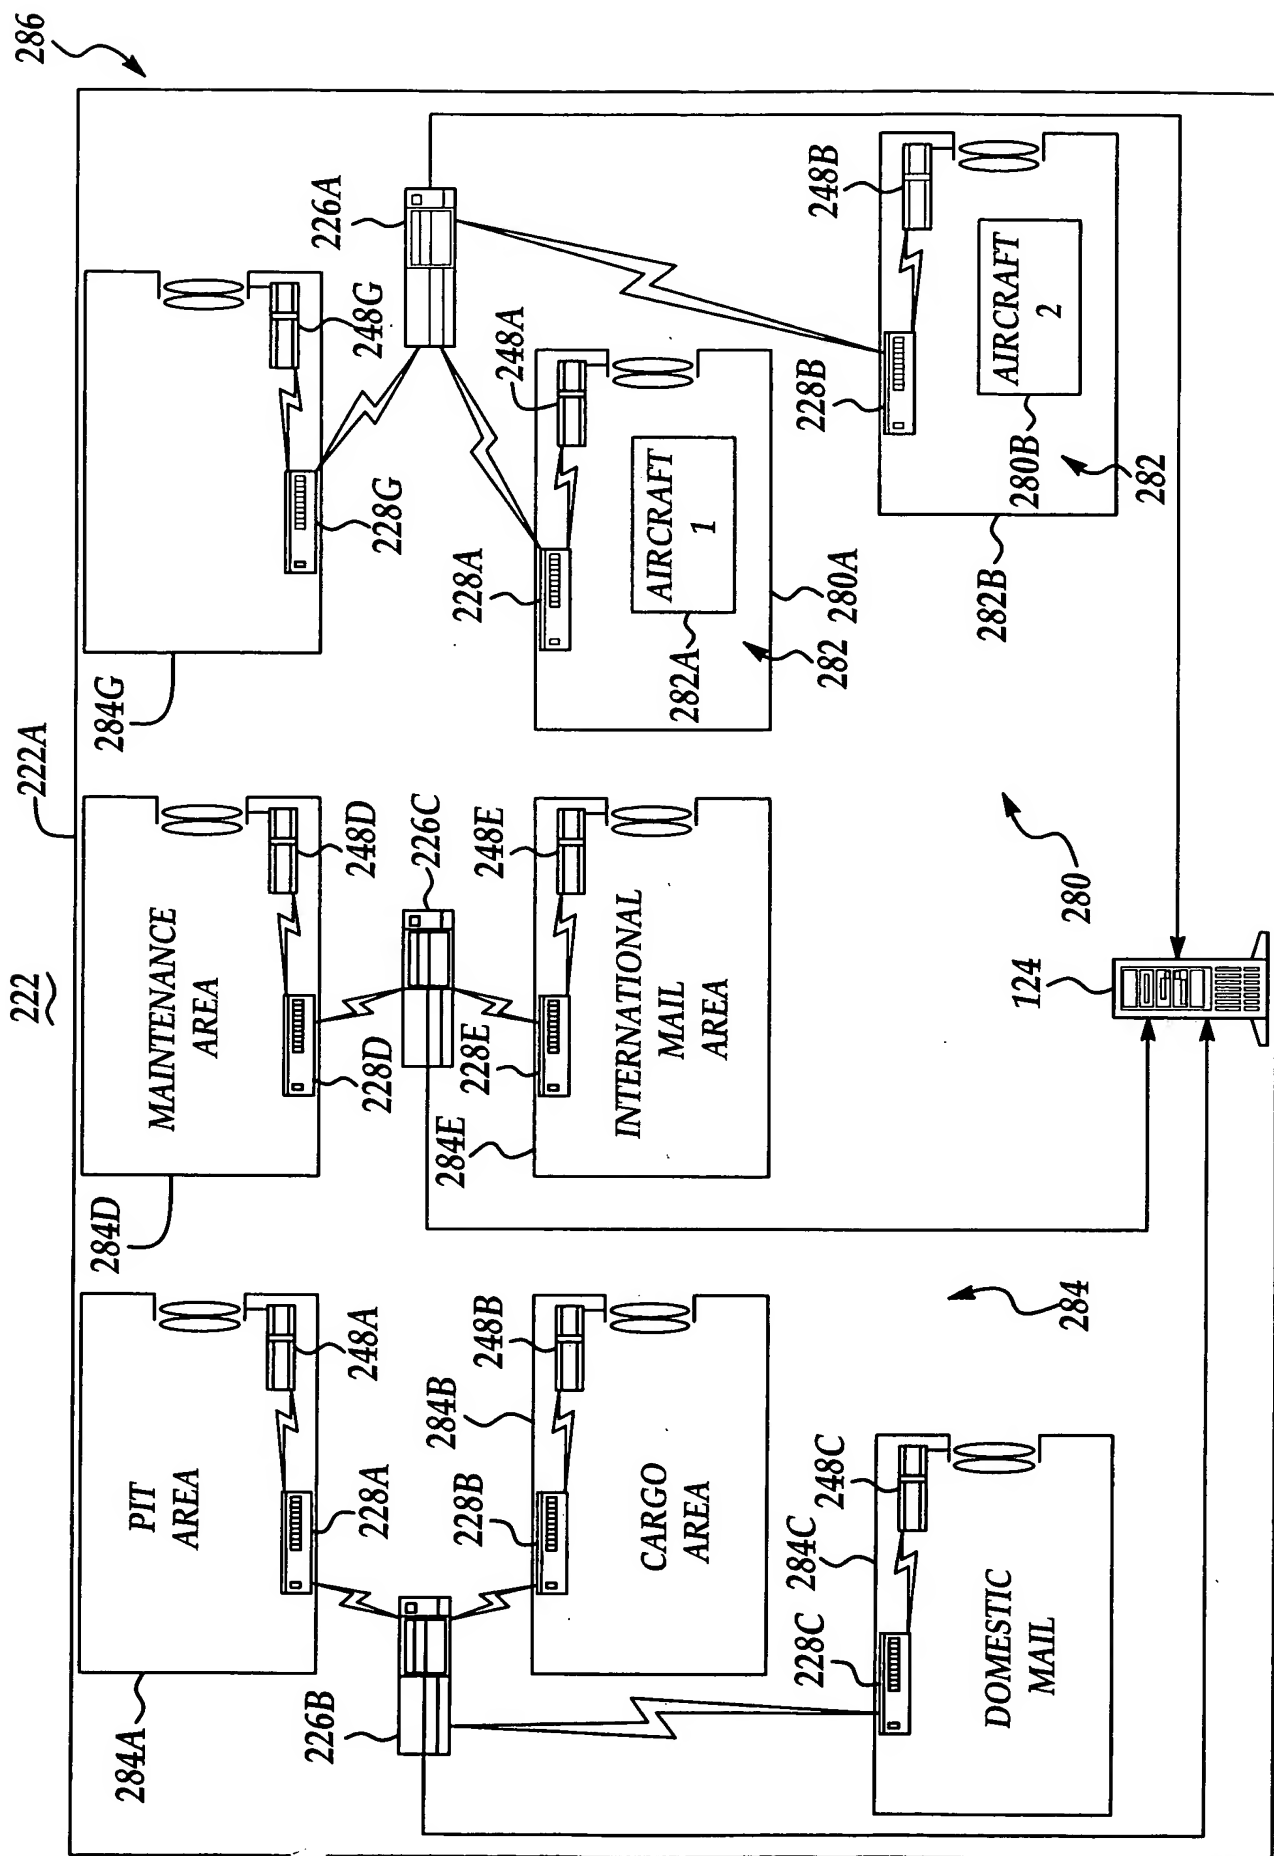 222
222A
286
284A
PIT
AREA
248A
228A
226B
284B
228B
248B
CARGO
AREA
284C
228C
248C
DOMESTIC
MAIL
284
284D
MAINTENANCE
AREA
248D
228D
226C
284E
228E
248E
INTERNATIONAL
MAIL
AREA
280
124
284G
248G
228G
226A
228A
248A
AIRCRAFT
1
282A
282
280A
228B
248B
AIRCRAFT
2
280B
282
282B